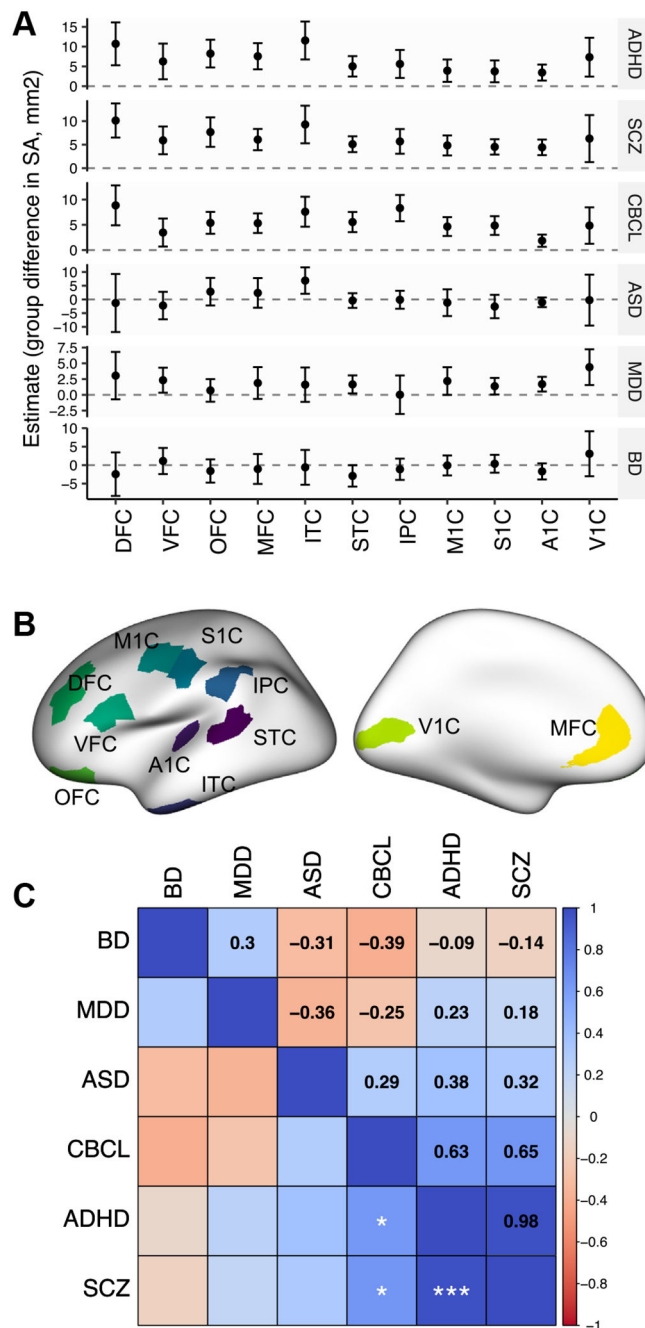 A
Estimate (group difference in SA, mm2)
15
10
5
0
ADHD
10
5
0
SCZ
10
5
0
CBCL
10
5
0
−5
−10
ASD
7.5
5.0
2.5
0.0
−2.5
MDD
10
5
0
−5
BD
DFC VFC OFC MFC ITC STC IPC M1C S1C A1C V1C
B
M1C S1C
DFC IPC
VFC STC
A1C
OFC ITC
V1C MFC
C
BD MDD ASD CBCL ADHD SCZ
BD 0.3 −0.31 −0.39 −0.09 −0.14
MDD −0.36 −0.25 0.23 0.18
ASD 0.29 0.38 0.32
CBCL 0.63 0.65
ADHD * 0.98
SCZ * ***
1
0.8
0.6
0.4
0.2
0
−0.2
−0.4
−0.6
−0.8
−1